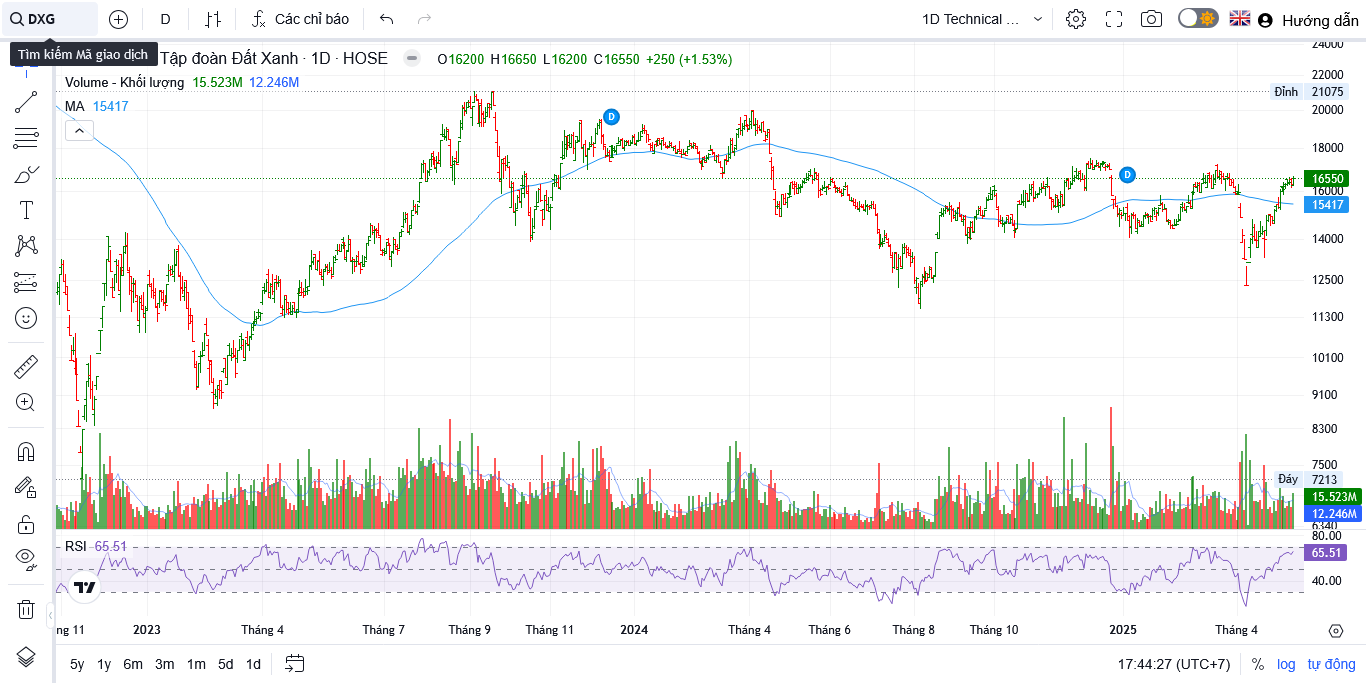 DXG
D
Các chỉ báo
1D Technical ...
Hướng dẫn
Tìm kiếm Mã giao dịch
Tập đoàn Đất Xanh · 1D · HOSE
O16200 H16650 L16200 C16550 +250 (+1.53%)
Volume - Khối lượng 15.523M 12.246M
MA 15417
D
D
24000
22000
Đỉnh 21075
20000
18000
16550
16000
15417
14000
12500
11300
10100
9100
8300
7500
Đáy 7213
15.523M
12.246M
6340
RSI 65.51
80.00
65.51
40.00
ng 11 2023 Tháng 4 Tháng 7 Tháng 9 Tháng 11 2024 Tháng 4 Tháng 6 Tháng 8 Tháng 10 2025 Tháng 4
5y 1y 6m 3m 1m 5d 1d
17:44:27 (UTC+7) % log tự động